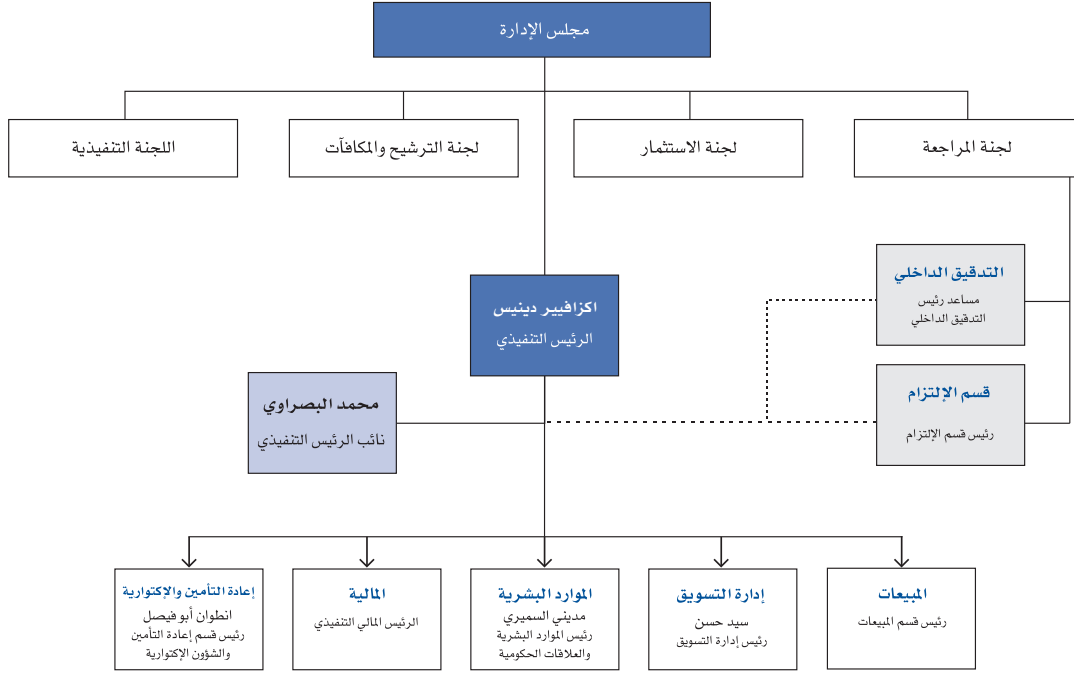 مجلس الإدارة
لجنة المراجعة
لجنة الاستثمار
لجنة الترشيح والمكافآت
اللجنة التنفيذية
التدقيق الداخلي
مساعد رئيس
التدقيق الداخلي
اكزافيير دينيس
الرئيس التنفيذي
قسم الإلتزام
رئيس قسم الإلتزام
محمد البصراوي
نائب الرئيس التنفيذي
المبيعات
رئيس قسم المبيعات
إدارة التسويق
سيد حسن
رئيس إدارة التسويق
الموارد البشرية
مديني السميري
رئيس الموارد البشرية
والعلاقات الحكومية
المالية
الرئيس المالي التنفيذي
إعادة التأمين والإكتوارية
انطوان أبو فيصل
رئيس قسم إعادة التأمين
والشؤون الإكتوارية